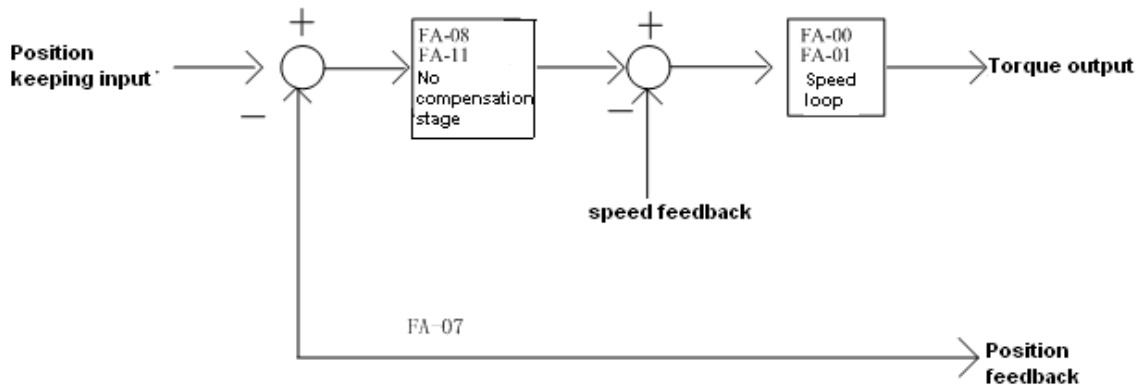 Position
keeping input
+
−
FA-08
FA-11
No
compensation
stage
+
−
speed feedback
FA-00
FA-01
Speed
loop
Torque output
FA-07
Position
feedback